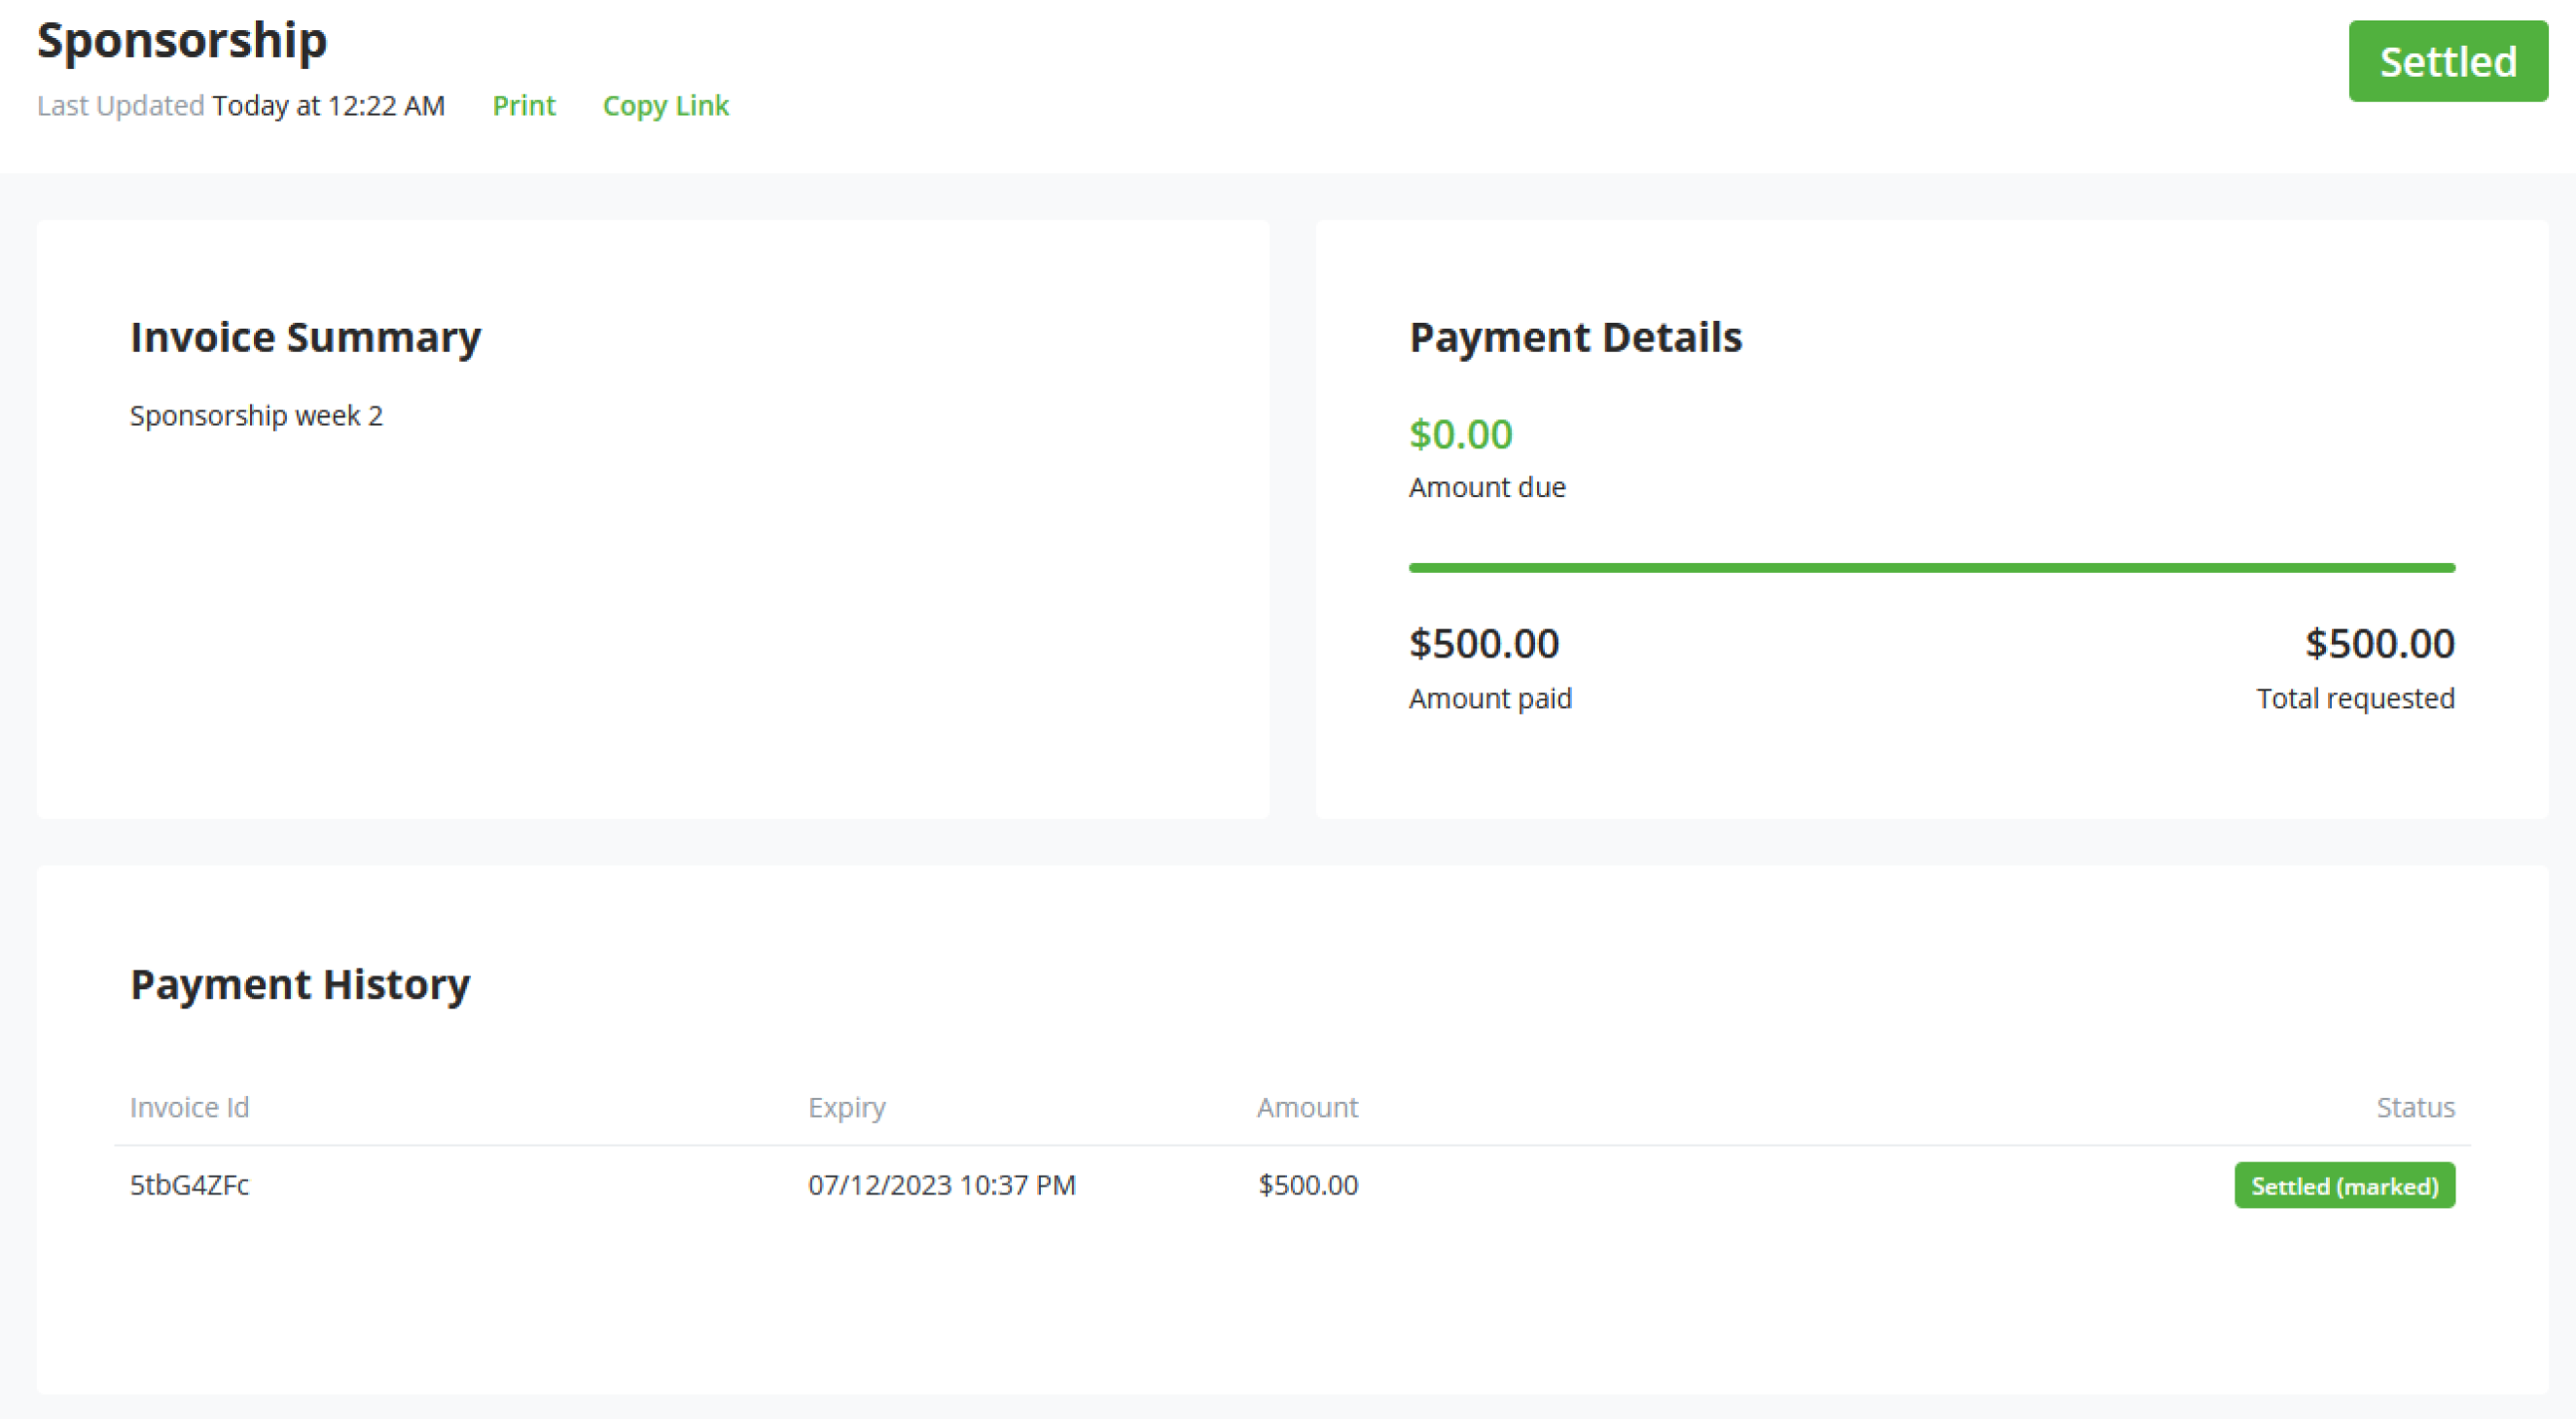 Sponsorship
Settled
Last Updated Today at 12:22 AM Print Copy Link
Invoice Summary
Sponsorship week 2
Payment Details
$0.00
Amount due
$500.00 $500.00
Amount paid Total requested
Payment History
Invoice Id Expiry Amount Status
5tbG4ZFc 07/12/2023 10:37 PM $500.00 Settled (marked)